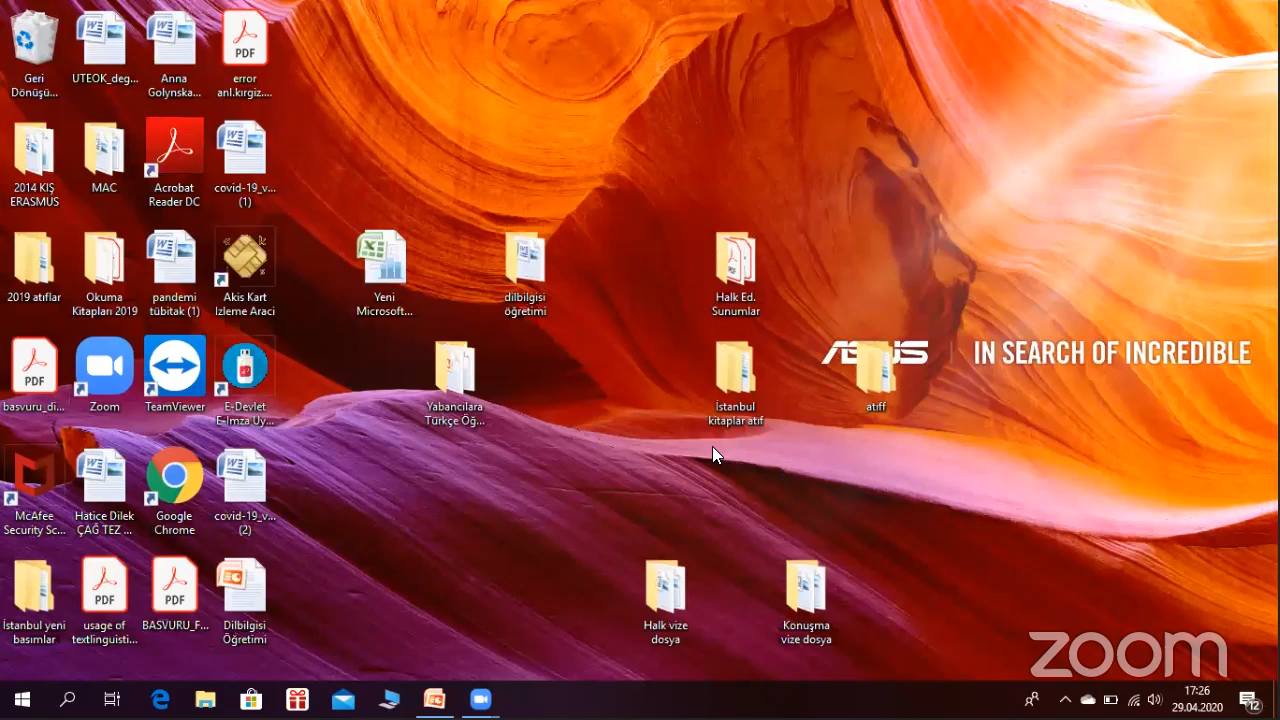 Geri
Dönüşü...
UTEOK_deg...
Anna
Golynska...
PDF
error
anl.kırgiz....
2014 KIŞ
ERASMUS
MAC
Acrobat
Reader DC
covid-19_v...
(1)
2019 atıflar
Okuma
Kitapları 2019
pandemi
tübitak (1)
Akis Kart
Izleme Araci
Yeni
Microsoft...
dilbilgisi
öğretimi
Halk Ed.
Sunumlar
PDF
basvuru_di...
Zoom
TeamViewer
E-Devlet
E-Imza Uy...
Yabancılara
Türkçe Öğ...
İstanbul
kitaplar atıf
atıff
ASUS
IN SEARCH OF INCREDIBLE
McAfee
Security Sc...
Hatice Dilek
ÇAĞ TEZ ...
Google
Chrome
covid-19_v...
(2)
İstanbul yeni
basımlar
PDF
usage of
textlinguisti...
PDF
BASVURU_F...
Dilbilgisi
Öğretimi
Halk vize
dosya
Konuşma
vize dosya
zoom
17:26
29.04.2020
12